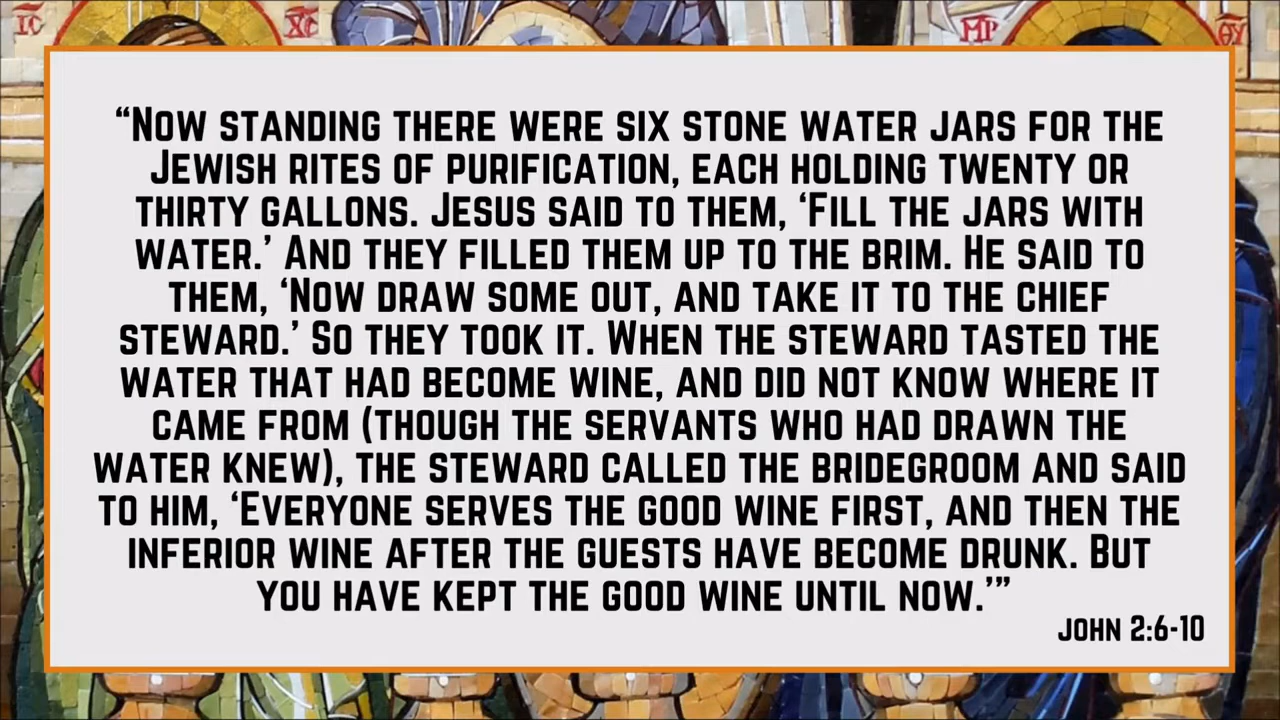 IC XC MP ΘY
“Now standing there were six stone water jars for the
Jewish rites of purification, each holding twenty or
thirty gallons. Jesus said to them, ‘Fill the jars with
water.’ And they filled them up to the brim. He said to
them, ‘Now draw some out, and take it to the chief
steward.’ So they took it. When the steward tasted the
water that had become wine, and did not know where it
came from (though the servants who had drawn the
water knew), the steward called the bridegroom and said
to him, ‘Everyone serves the good wine first, and then the
inferior wine after the guests have become drunk. But
you have kept the good wine until now.’”
John 2:6-10